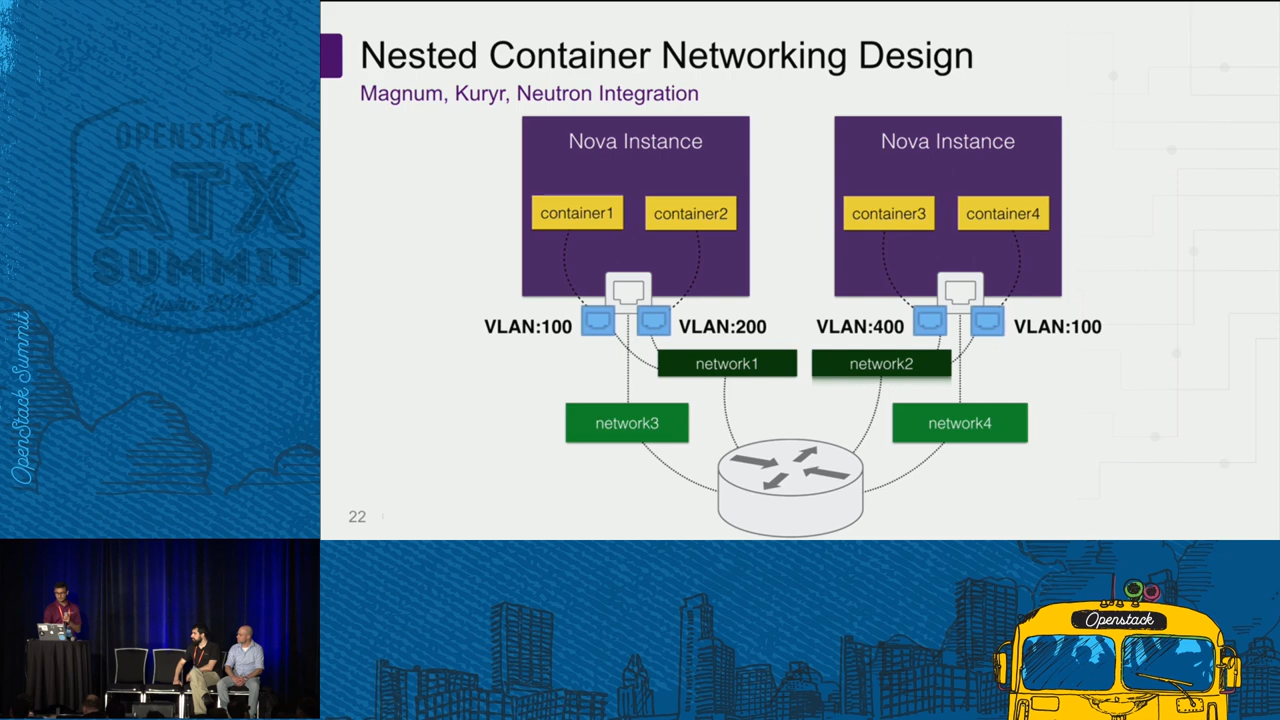 Nested Container Networking Design
Magnum, Kuryr, Neutron Integration
Nova Instance
Nova Instance
container1
container2
container3
container4
VLAN:100
VLAN:200
VLAN:400
VLAN:100
network1
network2
network3
network4
22
OPENSTACK
ATX
SUMMIT
OpenStack Summit
Openstack